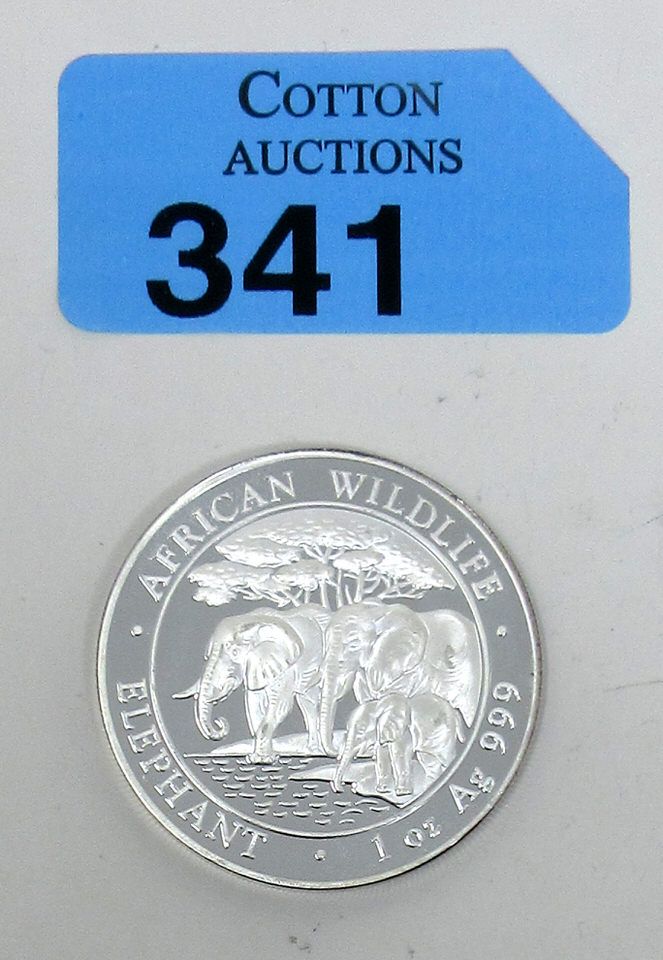 COTTON
AUCTIONS
341
AFRICAN WILDLIFE
ELEPHANT · 1 oz Ag 999